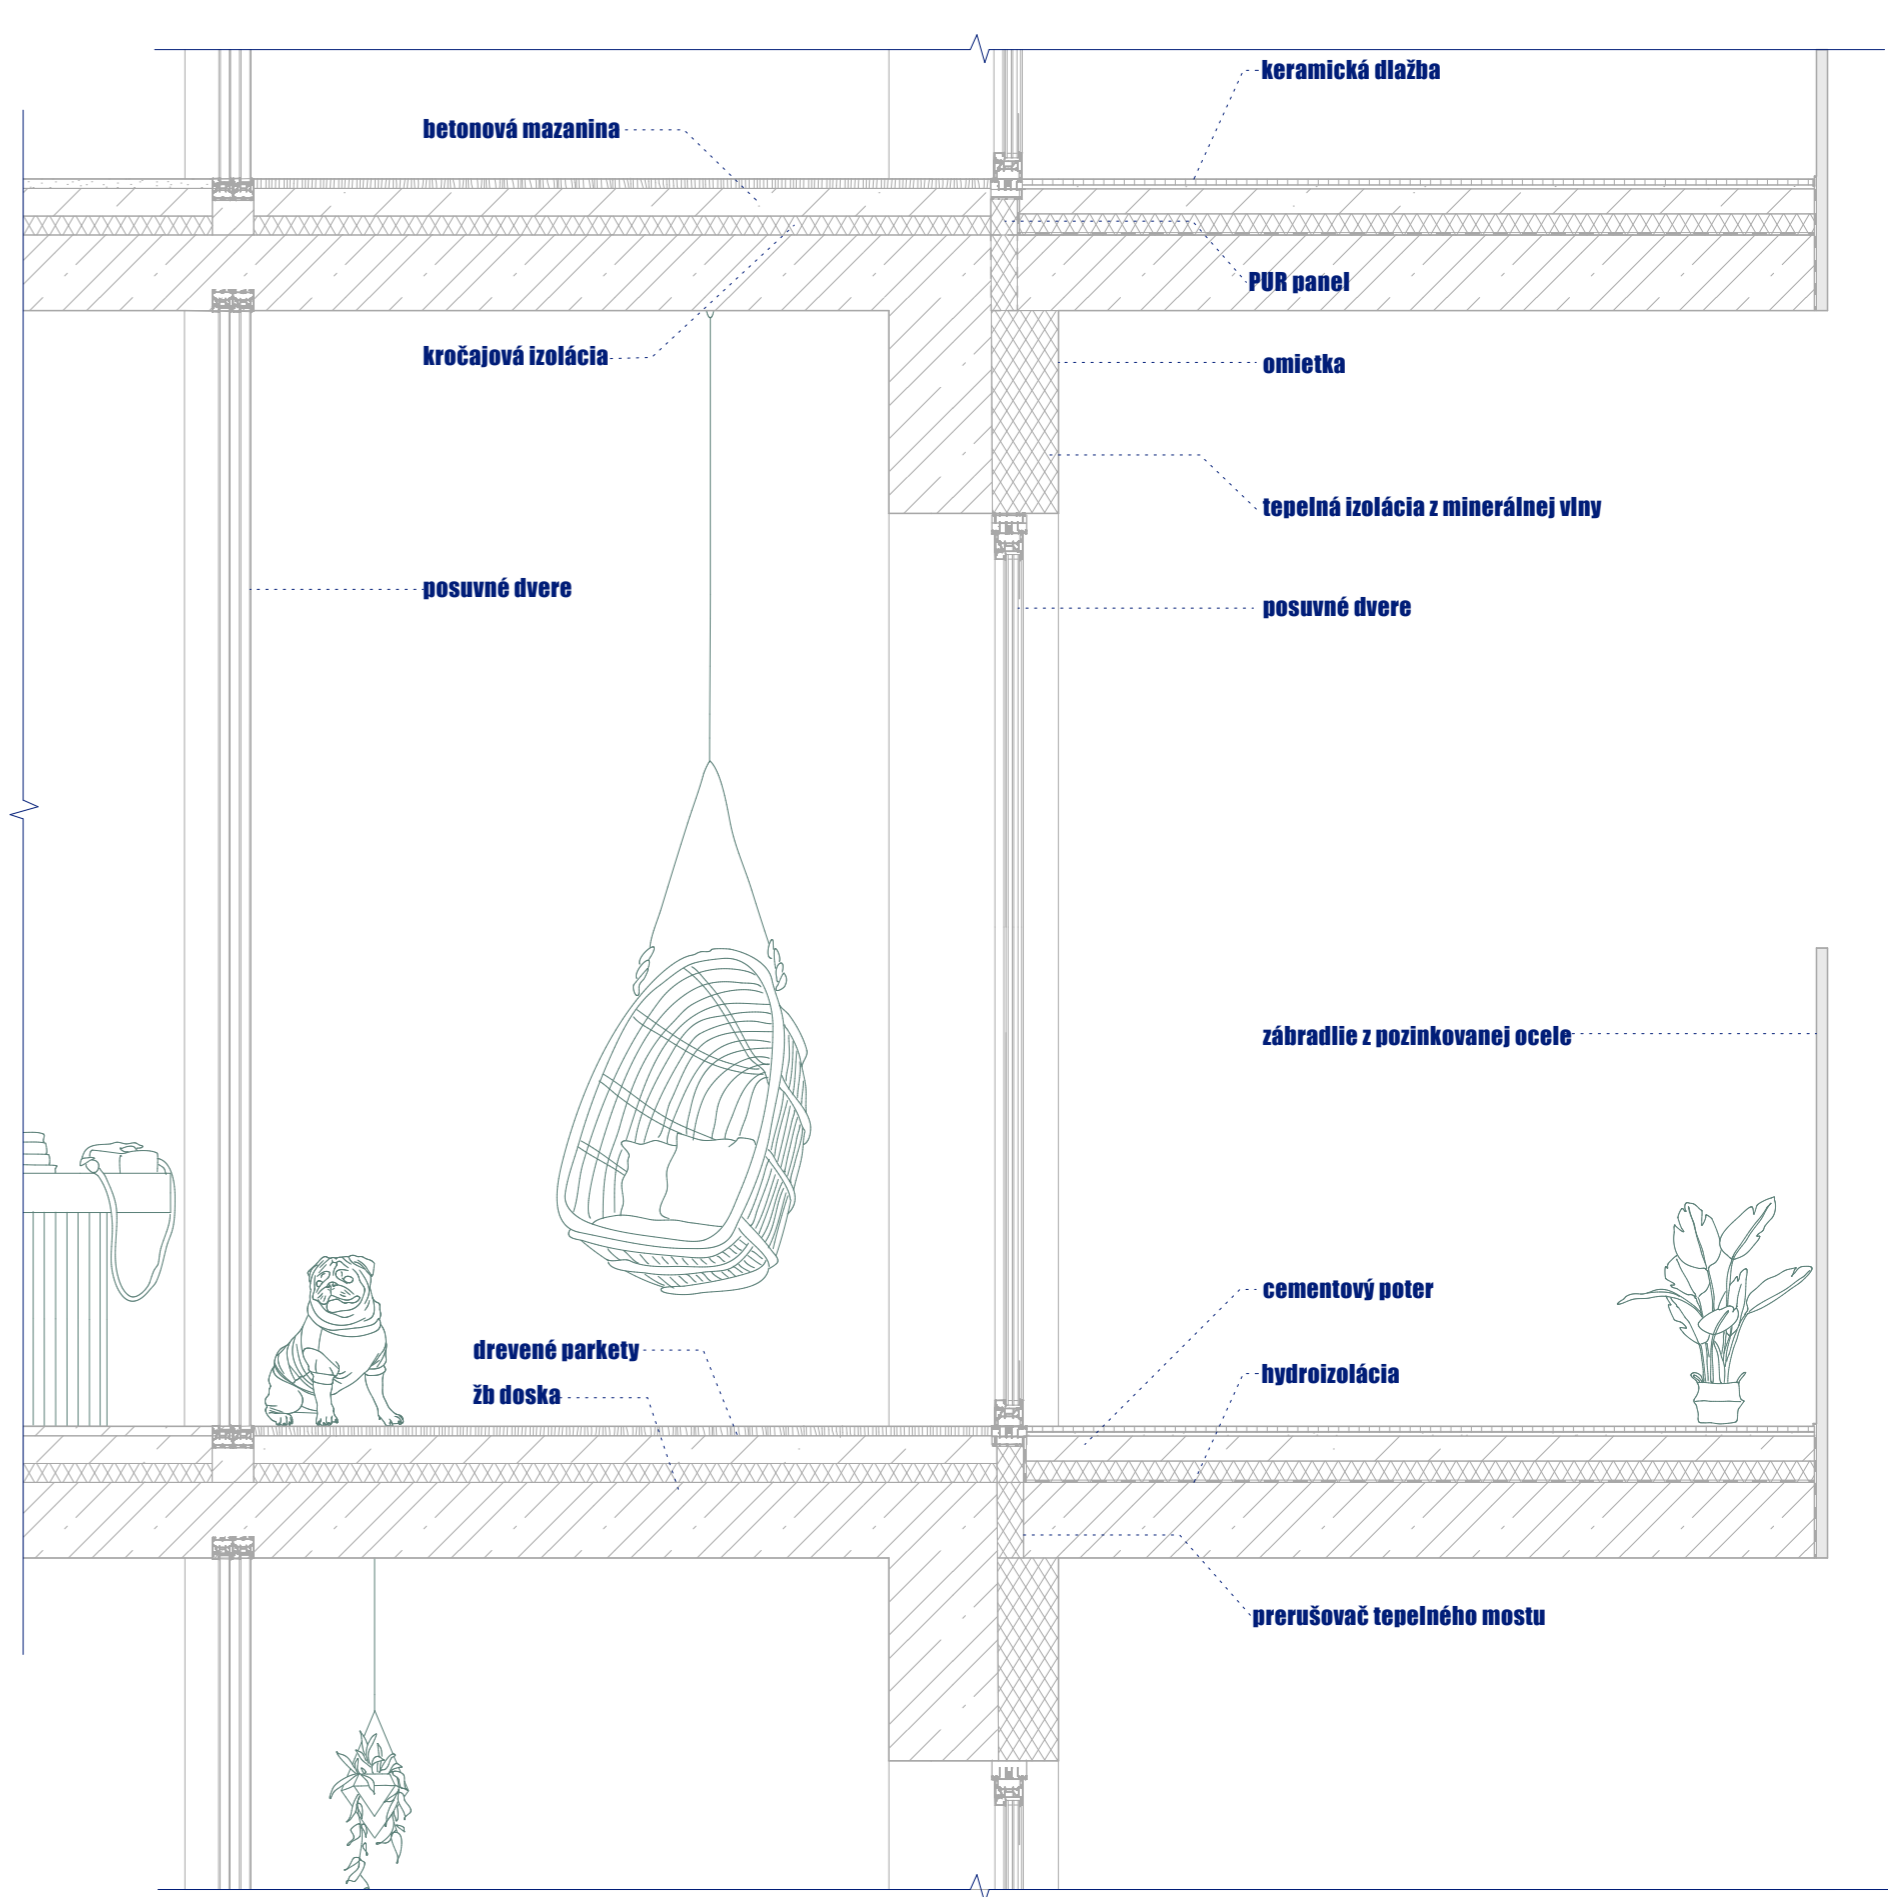 keramická dlažba
betonová mazanina
PUR panel
kročajová izolácia
omietka
tepelná izolácia z minerálnej vlny
posuvné dvere
posuvné dvere
zábradlie z pozinkovanej ocele
cementový poter
drevené parkety
hydroizolácia
žb doska
prerušovač tepelného mostu